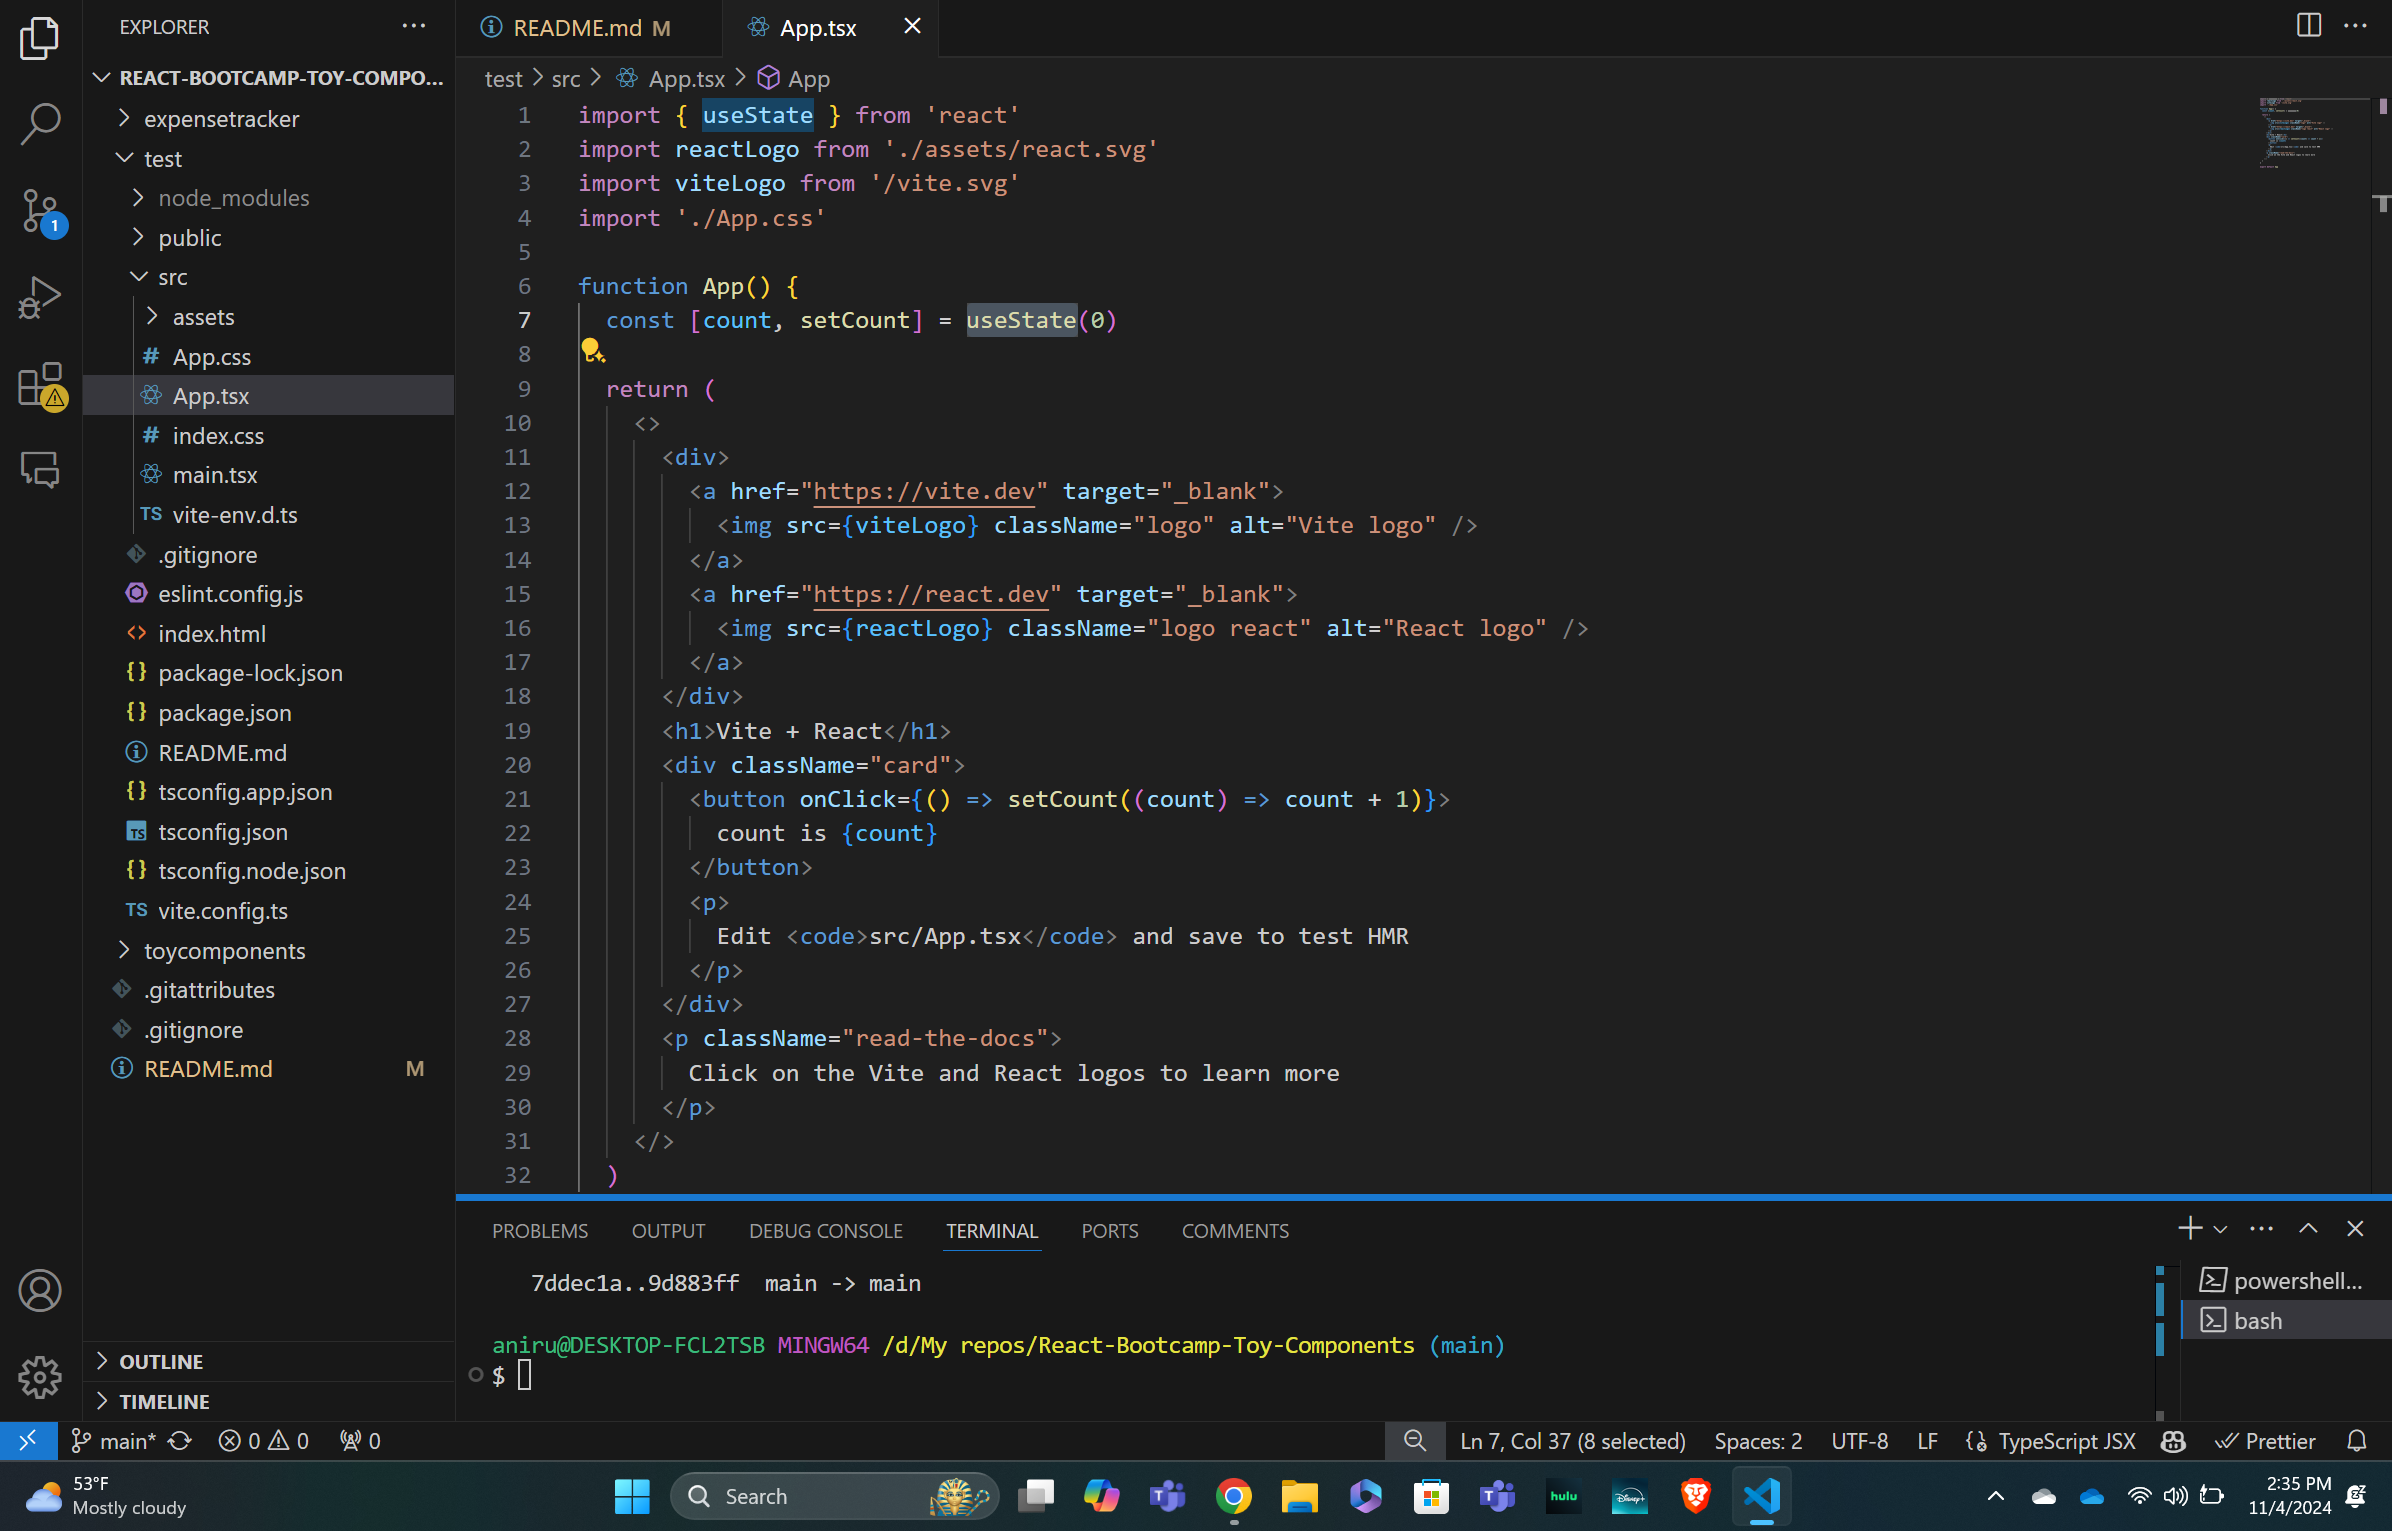 EXPLORER
REACT-BOOTCAMP-TOY-COMPO...
expensetracker
test
node_modules
public
src
assets
# App.css
App.tsx
# index.css
main.tsx
TS vite-env.d.ts
.gitignore
eslint.config.js
<> index.html
{} package-lock.json
{} package.json
README.md
{} tsconfig.app.json
TS tsconfig.json
{} tsconfig.node.json
TS vite.config.ts
toycomponents
.gitattributes
.gitignore
README.md M
OUTLINE
TIMELINE
1
README.md M
App.tsx
test > src > App.tsx > App
1 import { useState } from 'react'
2 import reactLogo from './assets/react.svg'
3 import viteLogo from '/vite.svg'
4 import './App.css'
5
6 function App() {
7 const [count, setCount] = useState(0)
8
9 return (
10 <>
11 <div>
12 <a href="https://vite.dev" target="_blank">
13 <img src={viteLogo} className="logo" alt="Vite logo" />
14 </a>
15 <a href="https://react.dev" target="_blank">
16 <img src={reactLogo} className="logo react" alt="React logo" />
17 </a>
18 </div>
19 <h1>Vite + React</h1>
20 <div className="card">
21 <button onClick={() => setCount((count) => count + 1)}>
22 count is {count}
23 </button>
24 <p>
25 Edit <code>src/App.tsx</code> and save to test HMR
26 </p>
27 </div>
28 <p className="read-the-docs">
29 Click on the Vite and React logos to learn more
30 </p>
31 </>
32 )
PROBLEMS OUTPUT DEBUG CONSOLE TERMINAL PORTS COMMENTS
7ddec1a..9d883ff main -> main
aniru@DESKTOP-FCL2TSB MINGW64 /d/My repos/React-Bootcamp-Toy-Components (main)
$
powershell...
bash
main* 0 0 0
Ln 7, Col 37 (8 selected) Spaces: 2 UTF-8 LF {} TypeScript JSX Prettier
53°F
Mostly cloudy
Search
hulu
Disney+
2:35 PM
11/4/2024